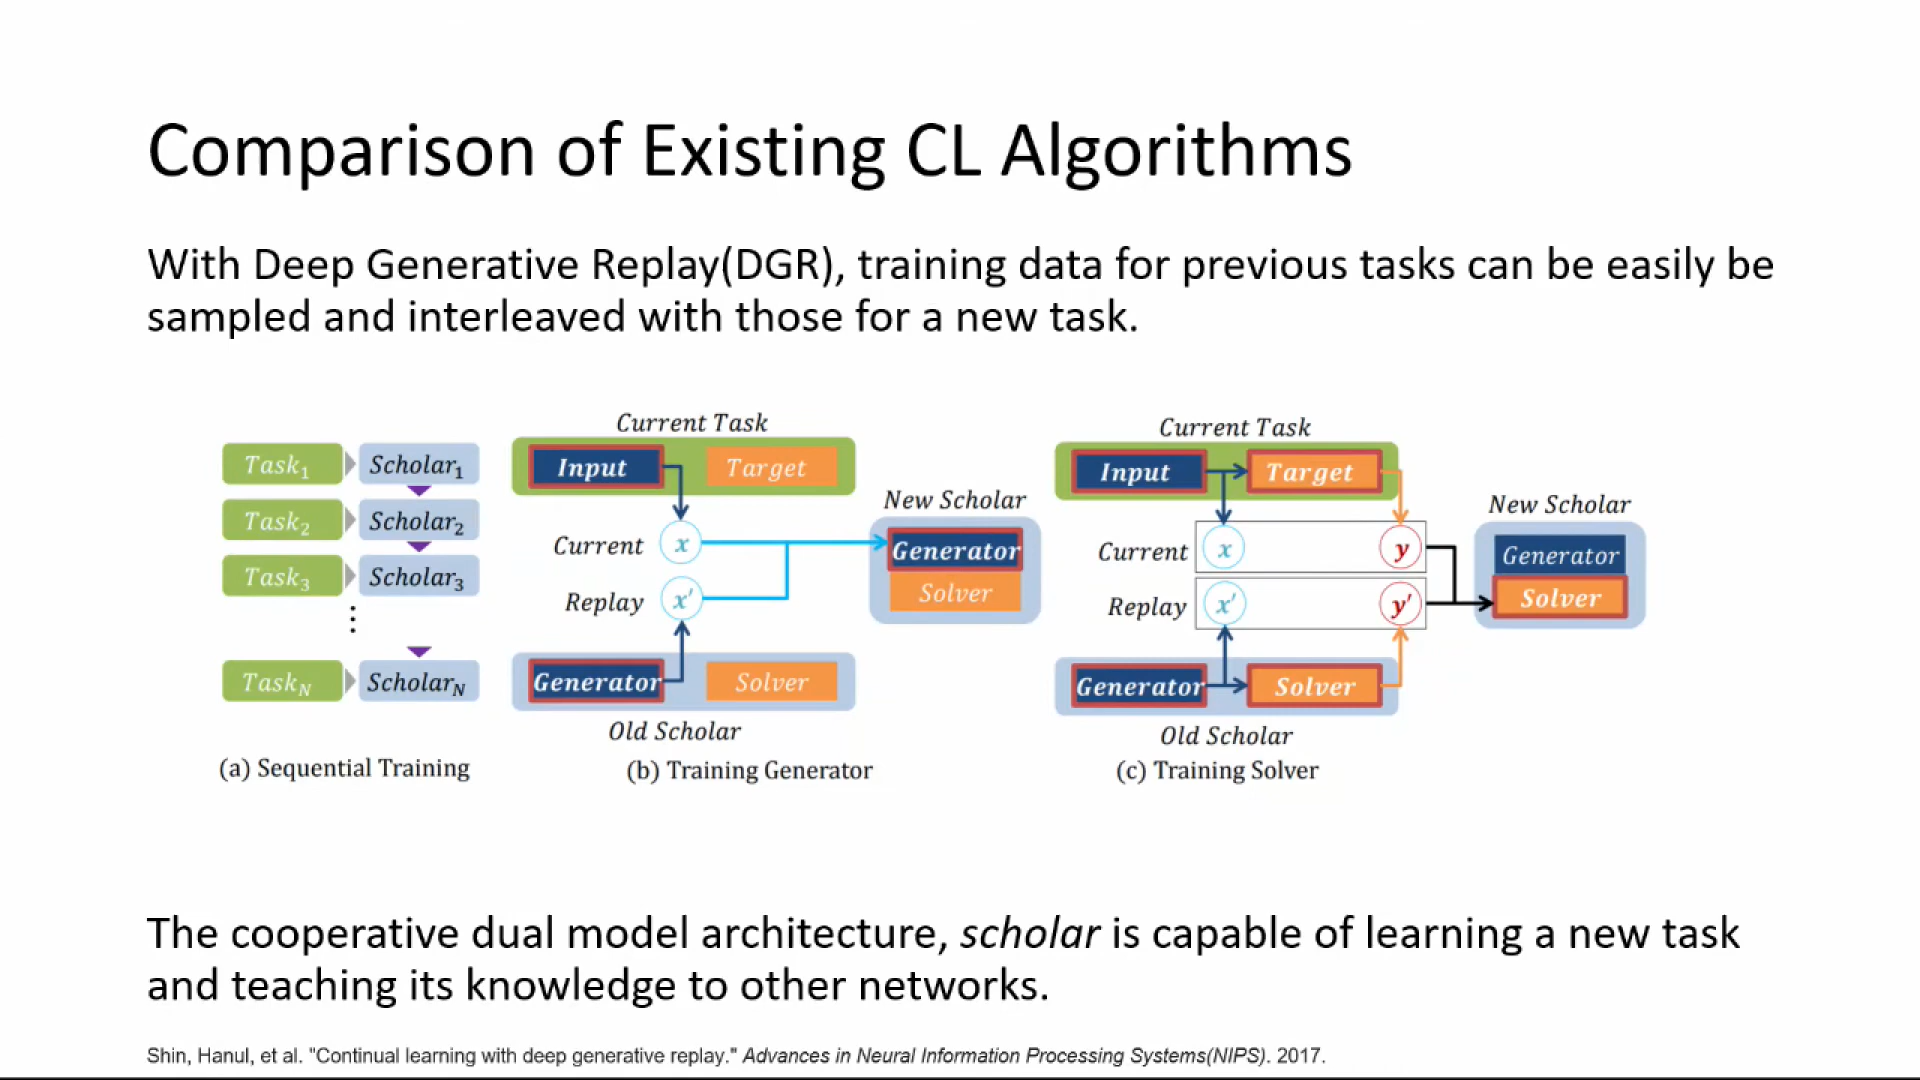 Comparison of Existing CL Algorithms
With Deep Generative Replay(DGR), training data for previous tasks can be easily be
sampled and interleaved with those for a new task.
Task1 Scholar1
Task2 Scholar2
Task3 Scholar3
⋮
TaskN ScholarN
(a) Sequential Training
Current Task
Input Target
New Scholar
Current x
Generator
Replay x′
Solver
Generator Solver
Old Scholar
(b) Training Generator
Current Task
Input Target
New Scholar
Current x y
Generator
Replay x′ y′
Solver
Generator Solver
Old Scholar
(c) Training Solver
The cooperative dual model architecture, scholar is capable of learning a new task
and teaching its knowledge to other networks.
Shin, Hanul, et al. "Continual learning with deep generative replay." Advances in Neural Information Processing Systems(NIPS). 2017.